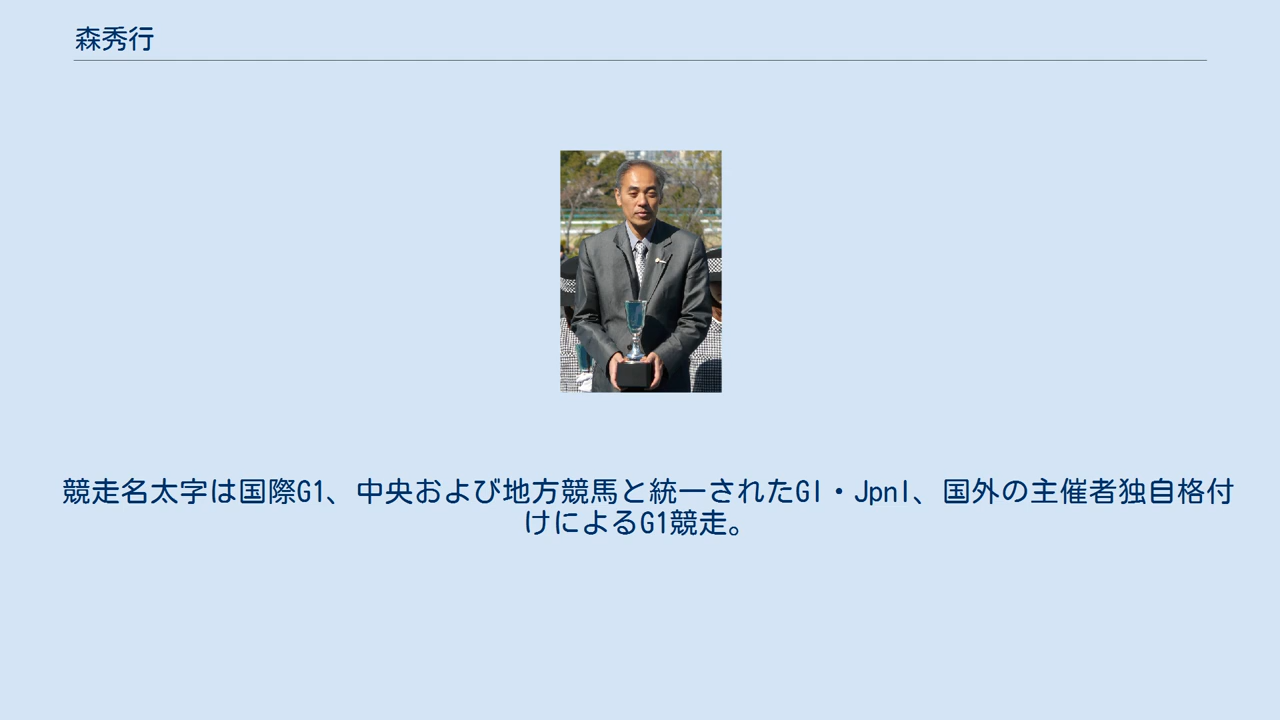 森秀行
競走名太字は国際G1、中央および地方競馬と統一されたGI・JpnI、国外の主催者独自格付
けによるG1競走。